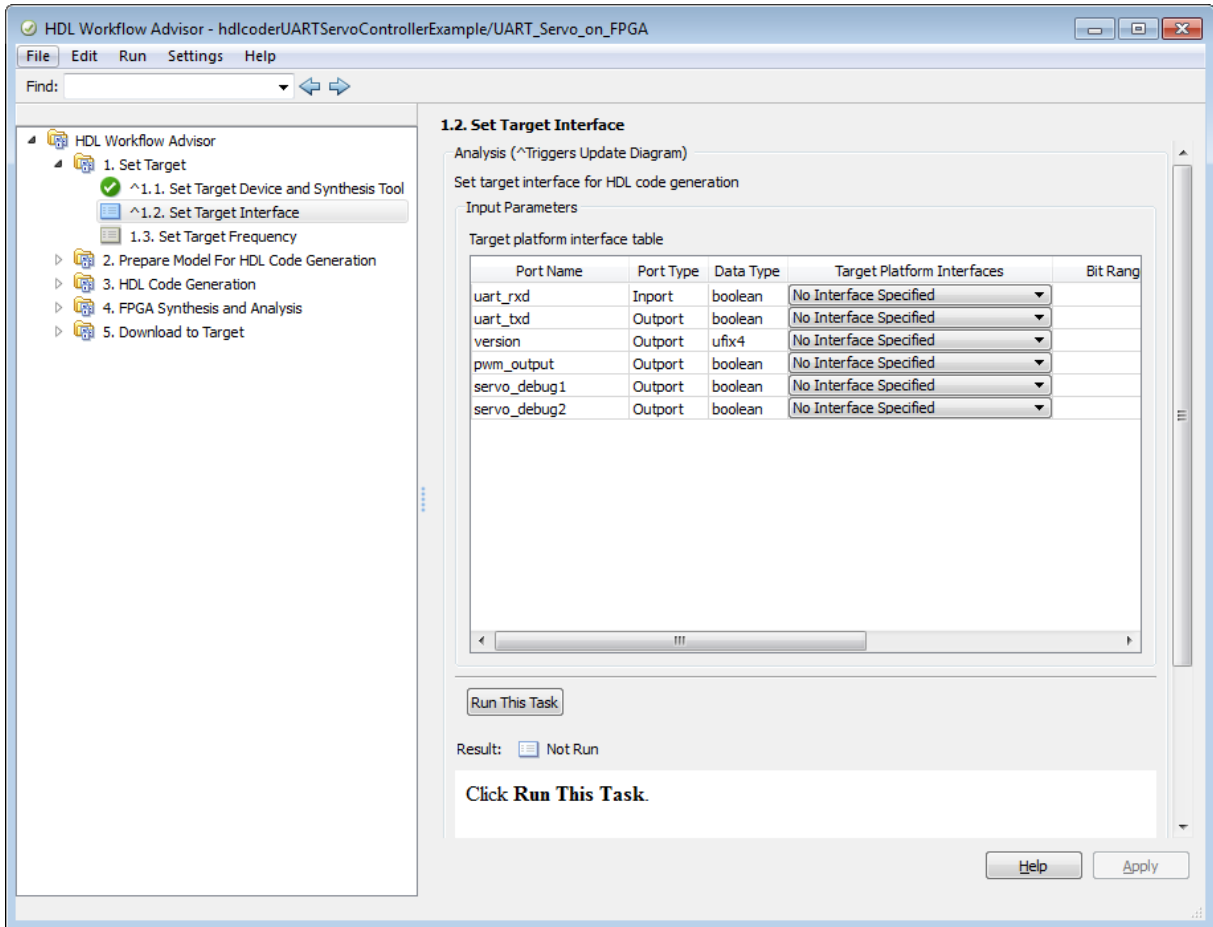 HDL Workflow Advisor - hdlcoderUARTServoControllerExample/UART_Servo_on_FPGA
File Edit Run Settings Help
Find:
HDL Workflow Advisor
1. Set Target
^1.1. Set Target Device and Synthesis Tool
^1.2. Set Target Interface
1.3. Set Target Frequency
2. Prepare Model For HDL Code Generation
3. HDL Code Generation
4. FPGA Synthesis and Analysis
5. Download to Target
1.2. Set Target Interface
Analysis (^Triggers Update Diagram)
Set target interface for HDL code generation
Input Parameters
Target platform interface table
Port Name Port Type Data Type Target Platform Interfaces Bit Rang
uart_rxd Inport boolean No Interface Specified
uart_txd Outport boolean No Interface Specified
version Outport ufix4 No Interface Specified
pwm_output Outport boolean No Interface Specified
servo_debug1 Outport boolean No Interface Specified
servo_debug2 Outport boolean No Interface Specified
Run This Task
Result: Not Run
Click Run This Task.
Help Apply